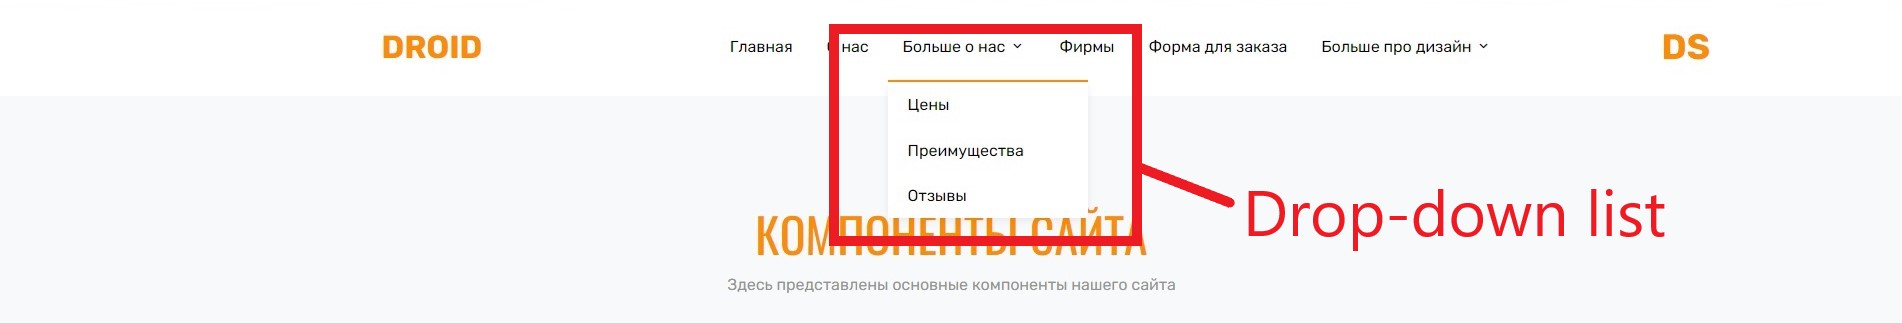 DROID Главная О нас Больше о нас Фирмы Форма для заказа Больше про дизайн DS
Цены
Преимущества
Отзывы
Drop-down list
КОМПОНЕНТЫ САЙТА
Здесь представлены основные компоненты нашего сайта